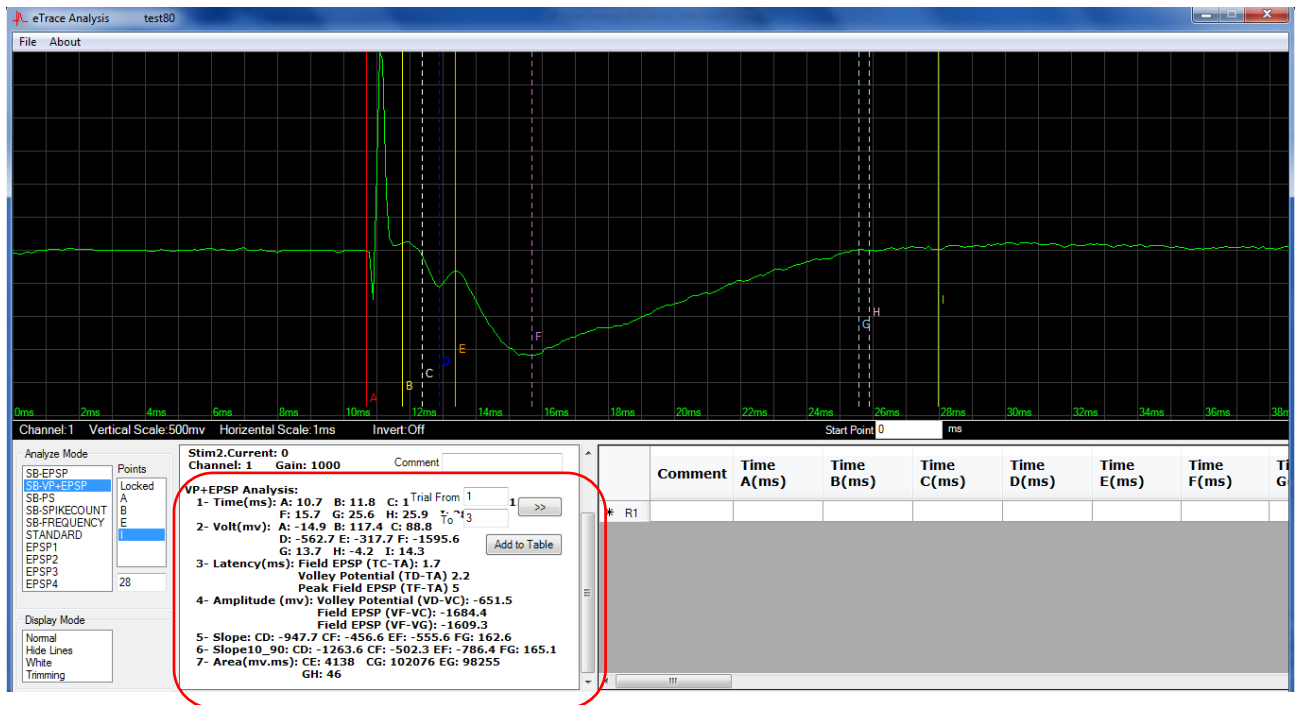 eTrace Analysis test80
File About
A B C D E F G H I
0ms 2ms 4ms 6ms 8ms 10ms 12ms 14ms 16ms 18ms 20ms 22ms 24ms 26ms 28ms 30ms 32ms 34ms 36ms 38m
Channel:1 Vertical Scale:500mv Horizental Scale:1ms Invert:Off Start Point 0 ms
Analyze Mode
SB-EPSP
SB-VP+EPSP
SB-PS
SB-SPIKECOUNT
SB-FREQUENCY
STANDARD
EPSP1
EPSP2
EPSP3
EPSP4
Points
Locked
A
B
E
I
28
Display Mode
Normal
Hide Lines
White
Trimming
Stim2.Current: 0
Channel: 1 Gain: 1000 Comment
VP+EPSP Analysis:
1- Time(ms): A: 10.7 B: 11.8 C: 1
F: 15.7 G: 25.6 H: 25.9
Trial From 1
To 3
>>
Add to Table
2- Volt(mv): A: -14.9 B: 117.4 C: 88.8
D: -562.7 E: -317.7 F: -1595.6
G: 13.7 H: -4.2 I: 14.3
3- Latency(ms): Field EPSP (TC-TA): 1.7
Volley Potential (TD-TA) 2.2
Peak Field EPSP (TF-TA) 5
4- Amplitude (mv): Volley Potential (VD-VC): -651.5
Field EPSP (VF-VC): -1684.4
Field EPSP (VF-VG): -1609.3
5- Slope: CD: -947.7 CF: -456.6 EF: -555.6 FG: 162.6
6- Slope10_90: CD: -1263.6 CF: -502.3 EF: -786.4 FG: 165.1
7- Area(mv.ms): CE: 4138 CG: 102076 EG: 98255
GH: 46
Comment Time A(ms) Time B(ms) Time C(ms) Time D(ms) Time E(ms) Time F(ms) Ti G
* R1